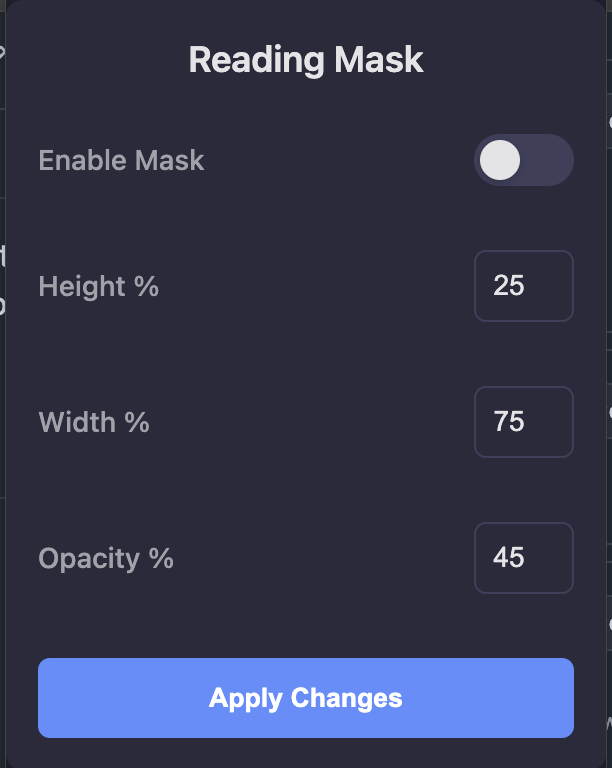 Reading Mask
Enable Mask
Height %
25
Width %
75
Opacity %
45
Apply Changes